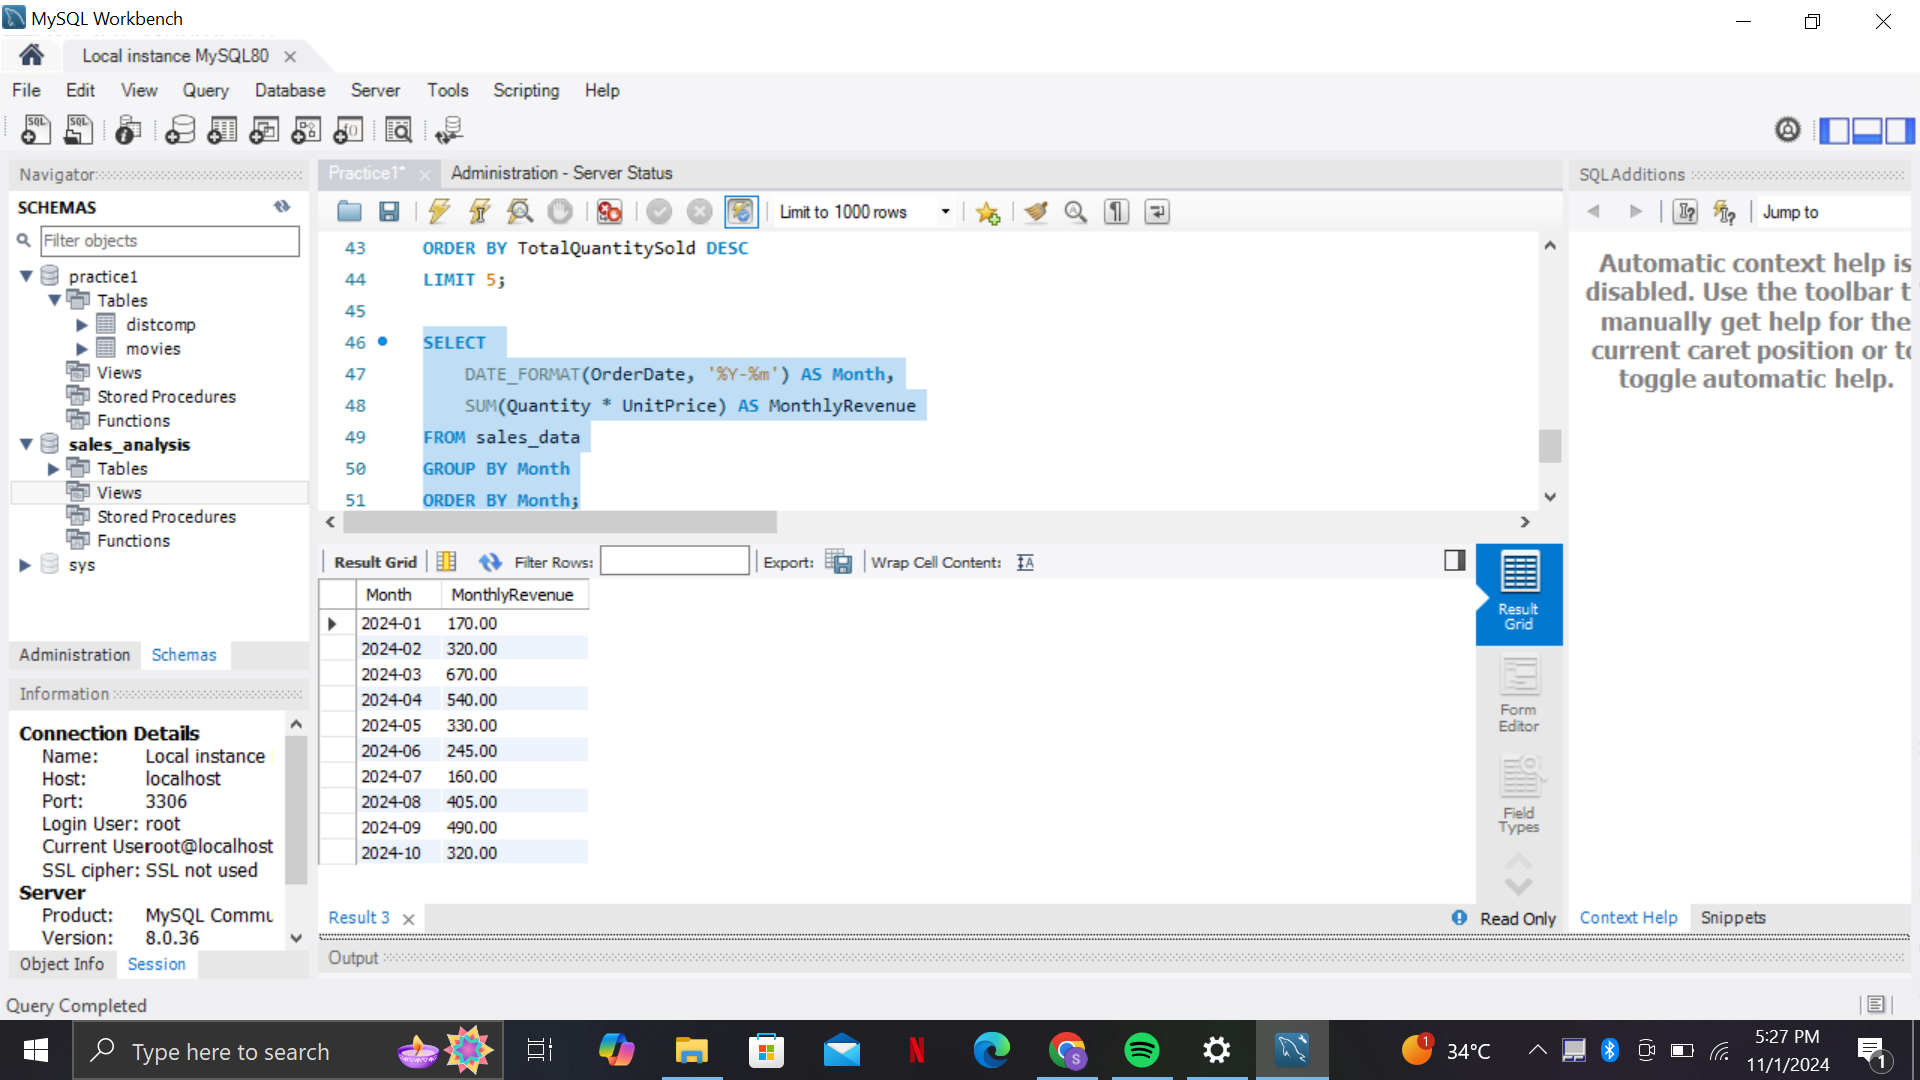 MySQL Workbench
Local instance MySQL80
File Edit View Query Database Server Tools Scripting Help
Navigator
SCHEMAS
Filter objects
practice1
Tables
distcomp
movies
Views
Stored Procedures
Functions
sales_analysis
Tables
Views
Stored Procedures
Functions
sys
Administration Schemas
Information
Connection Details
Name: Local instance
Host: localhost
Port: 3306
Login User: root
Current User: root@localhost
SSL cipher: SSL not used
Server
Product: MySQL Commu
Version: 8.0.36
Object Info Session
Practice1* Administration - Server Status
Limit to 1000 rows
43 ORDER BY TotalQuantitySold DESC
44 LIMIT 5;
45
46 SELECT
47 DATE_FORMAT(OrderDate, '%Y-%m') AS Month,
48 SUM(Quantity * UnitPrice) AS MonthlyRevenue
49 FROM sales_data
50 GROUP BY Month
51 ORDER BY Month;
Result Grid Filter Rows: Export: Wrap Cell Content:
Month MonthlyRevenue
2024-01 170.00
2024-02 320.00
2024-03 670.00
2024-04 540.00
2024-05 330.00
2024-06 245.00
2024-07 160.00
2024-08 405.00
2024-09 490.00
2024-10 320.00
Result Grid
Form Editor
Field Types
Result 3
Read Only
Output
SQLAdditions
Jump to
Automatic context help is
disabled. Use the toolbar t
manually get help for the
current caret position or to
toggle automatic help.
Context Help Snippets
Query Completed
Type here to search
34°C
5:27 PM
11/1/2024